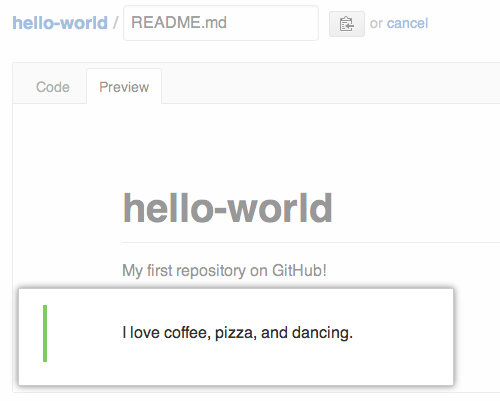 hello-world / README.md or cancel
Code Preview
hello-world
My first repository on GitHub!
I love coffee, pizza, and dancing.